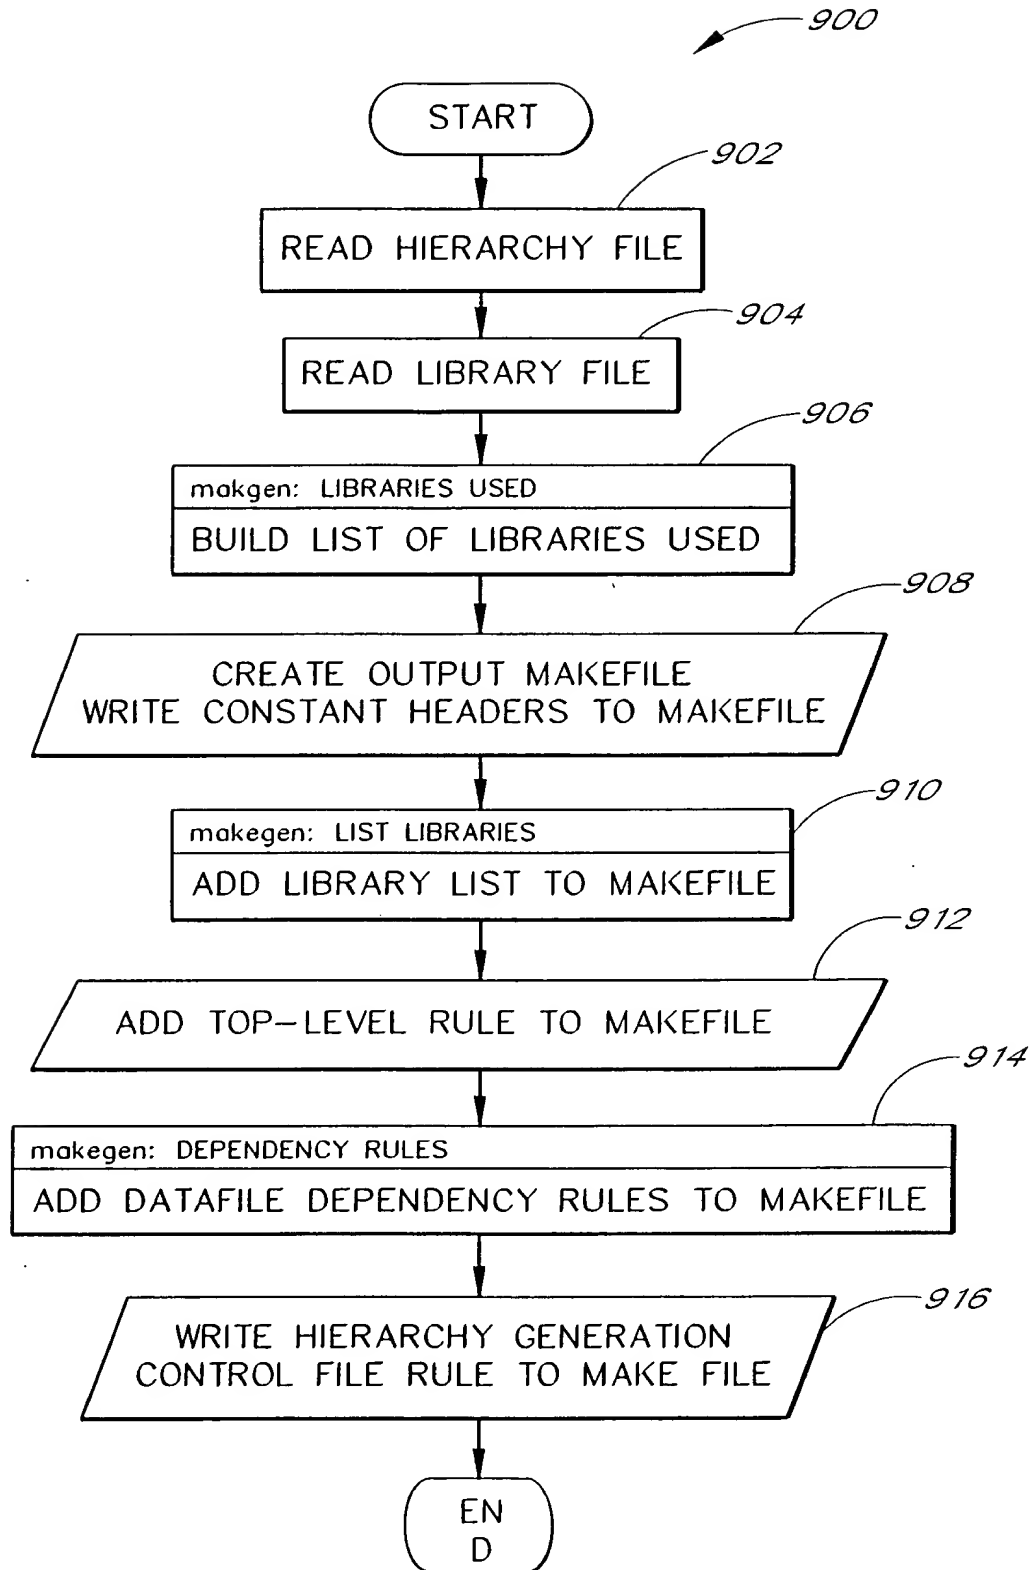 900
START
902
READ HIERARCHY FILE
904
READ LIBRARY FILE
906
makgen: LIBRARIES USED
BUILD LIST OF LIBRARIES USED
908
CREATE OUTPUT MAKEFILE
WRITE CONSTANT HEADERS TO MAKEFILE
910
makegen: LIST LIBRARIES
ADD LIBRARY LIST TO MAKEFILE
912
ADD TOP-LEVEL RULE TO MAKEFILE
914
makegen: DEPENDENCY RULES
ADD DATAFILE DEPENDENCY RULES TO MAKEFILE
916
WRITE HIERARCHY GENERATION
CONTROL FILE RULE TO MAKE FILE
EN
D